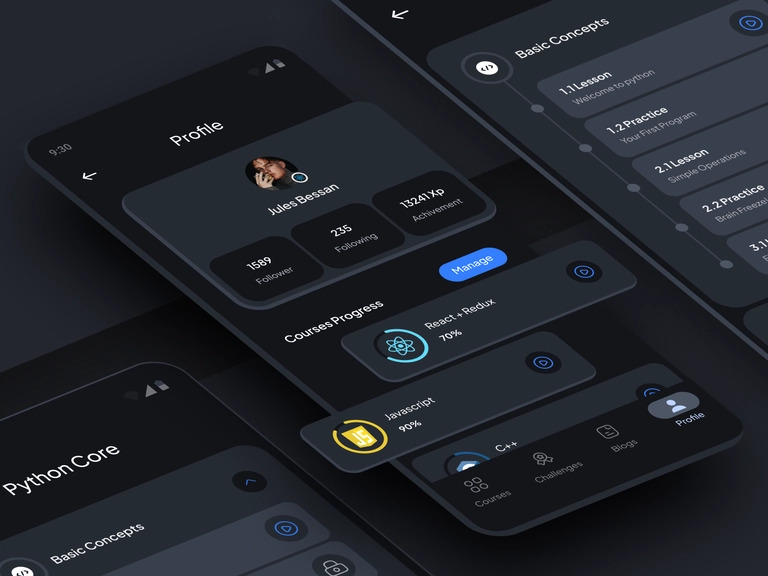 9:30
Profile
Jules Bessan
1589
Follower
235
Following
13241 Xp
Achivement
Courses Progress
Manage
React + Redux
70%
Javascript
90%
JS
C++
Courses
Challenges
Blogs
Profile
Basic Concepts
1.1 Lesson
Welcome to python
1.2 Practice
Your First Program
2.1 Lesson
Simple Operations
2.2 Practice
Brain Freeze!
3.1
Python Core
Basic Concepts